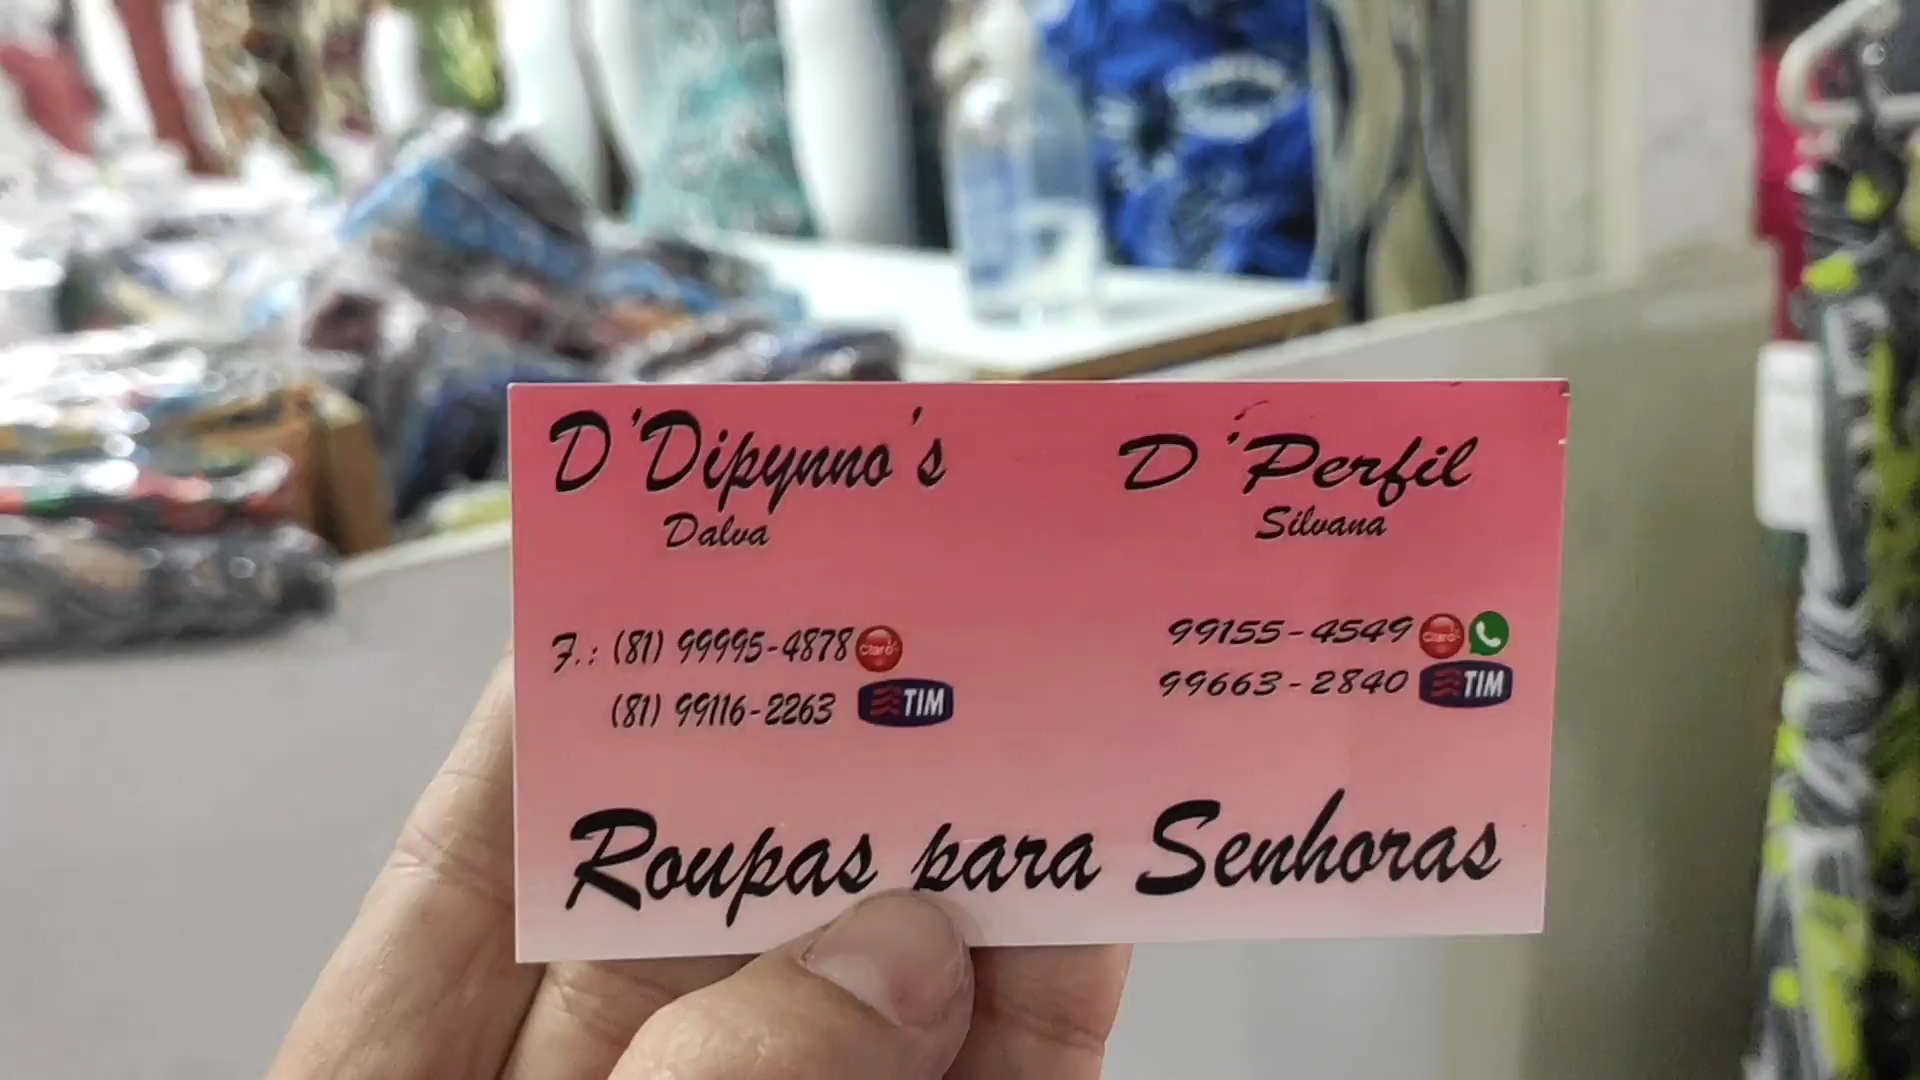 D'Dipynno's
Dalva
F.: (81) 99995-4878 Claro
(81) 99116-2263 TIM
D'Perfil
Silvana
99155-4549 Claro
99663-2840 TIM
Roupas para Senhoras